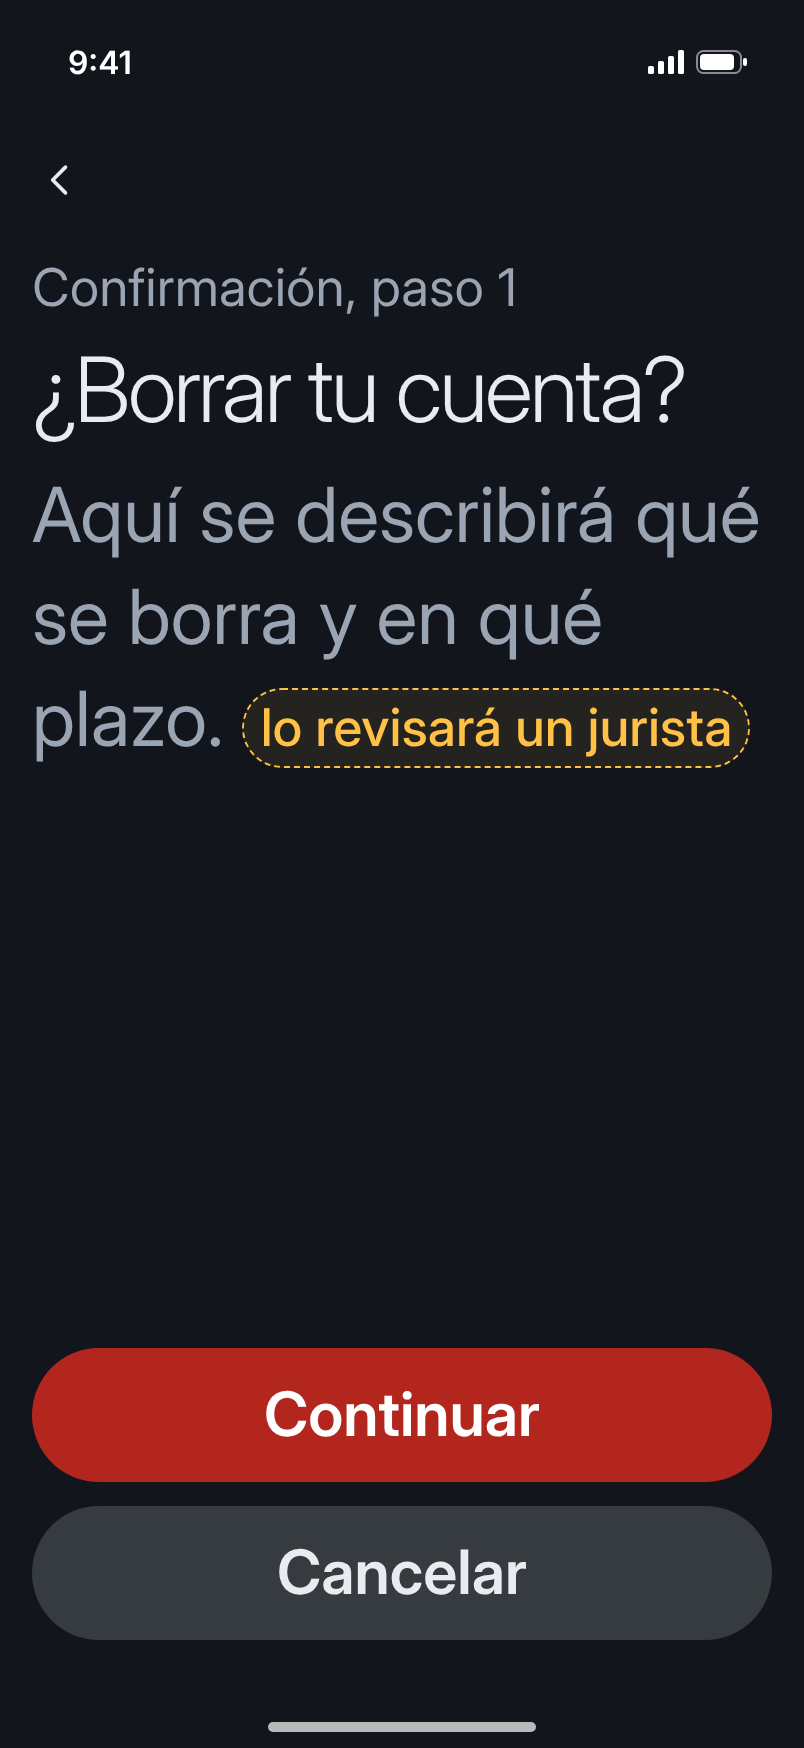 9:41
Confirmación, paso 1
¿Borrar tu cuenta?
Aquí se describirá qué
se borra y en qué
plazo. lo revisará un jurista
Continuar
Cancelar